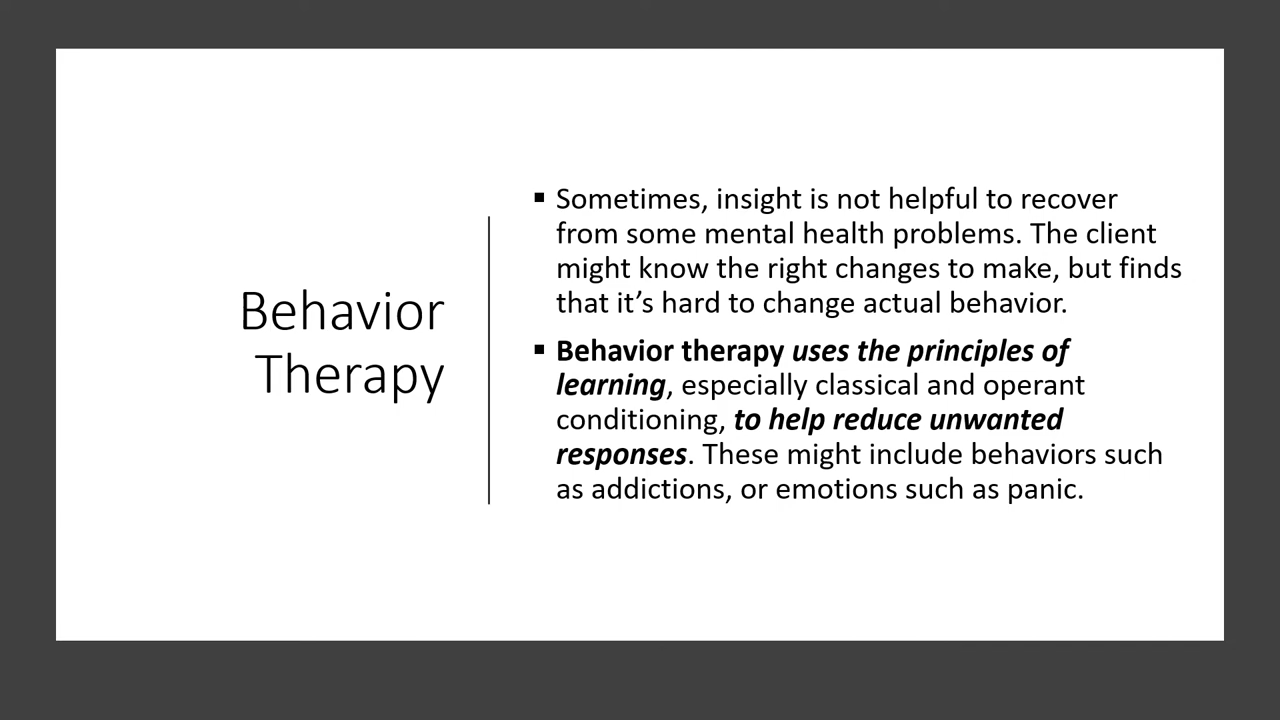 Behavior
Therapy
▪ Sometimes, insight is not helpful to recover
from some mental health problems. The client
might know the right changes to make, but finds
that it’s hard to change actual behavior.
▪ Behavior therapy uses the principles of
learning, especially classical and operant
conditioning, to help reduce unwanted
responses. These might include behaviors such
as addictions, or emotions such as panic.